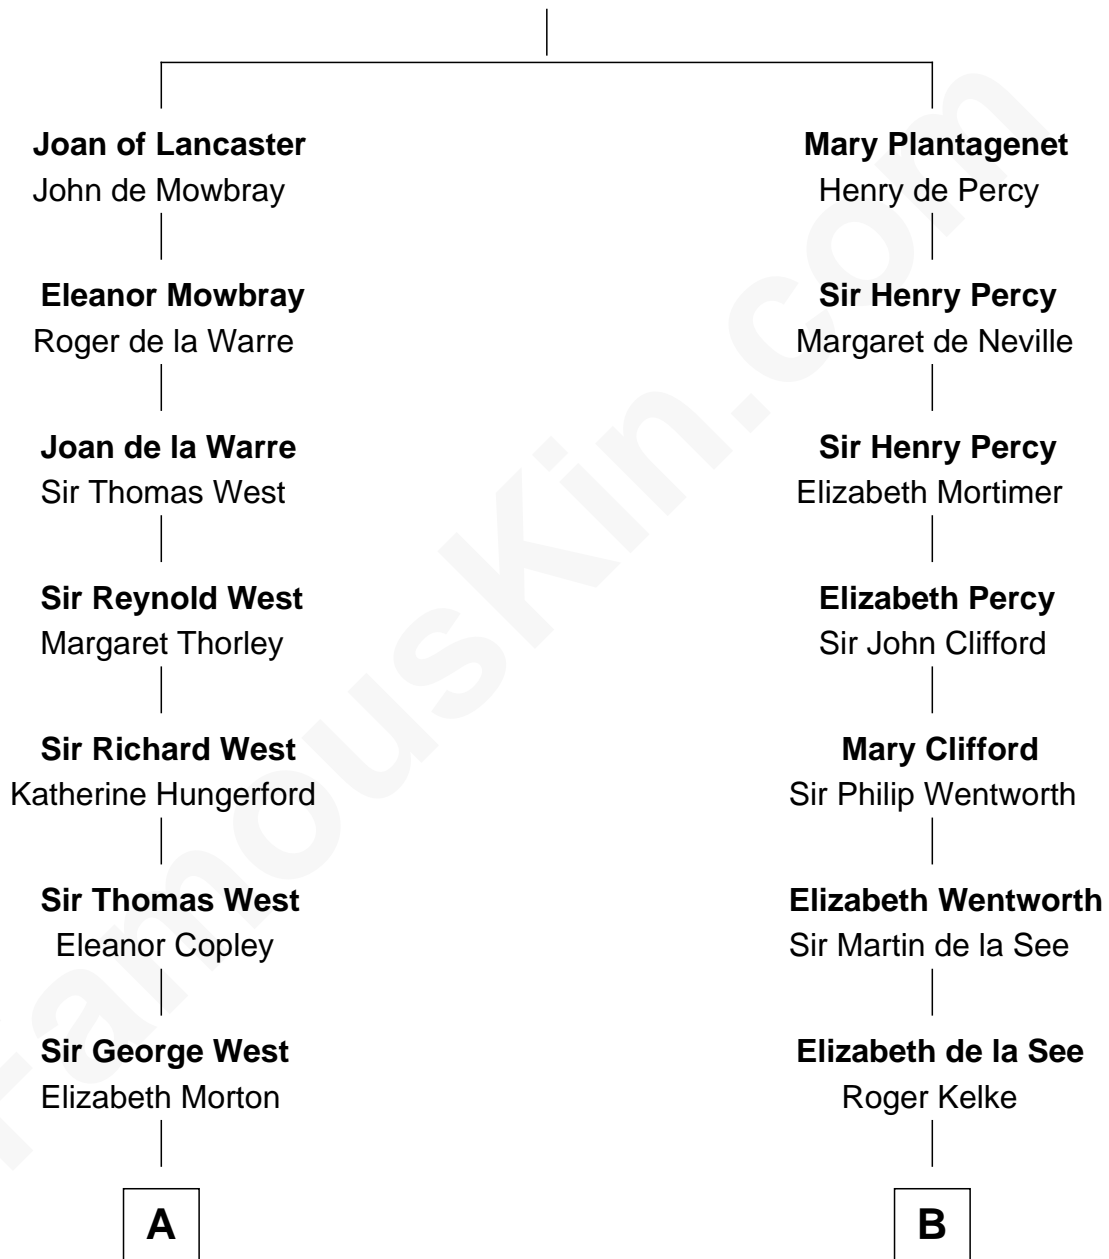 Joan of Lancaster
John de Mowbray
Eleanor Mowbray
Roger de la Warre
Joan de la Warre
Sir Thomas West
Sir Reynold West
Margaret Thorley
Sir Richard West
Katherine Hungerford
Sir Thomas West
Eleanor Copley
Sir George West
Elizabeth Morton
A
Mary Plantagenet
Henry de Percy
Sir Henry Percy
Margaret de Neville
Sir Henry Percy
Elizabeth Mortimer
Elizabeth Percy
Sir John Clifford
Mary Clifford
Sir Philip Wentworth
Elizabeth Wentworth
Sir Martin de la See
Elizabeth de la See
Roger Kelke
B
FamousKin.com